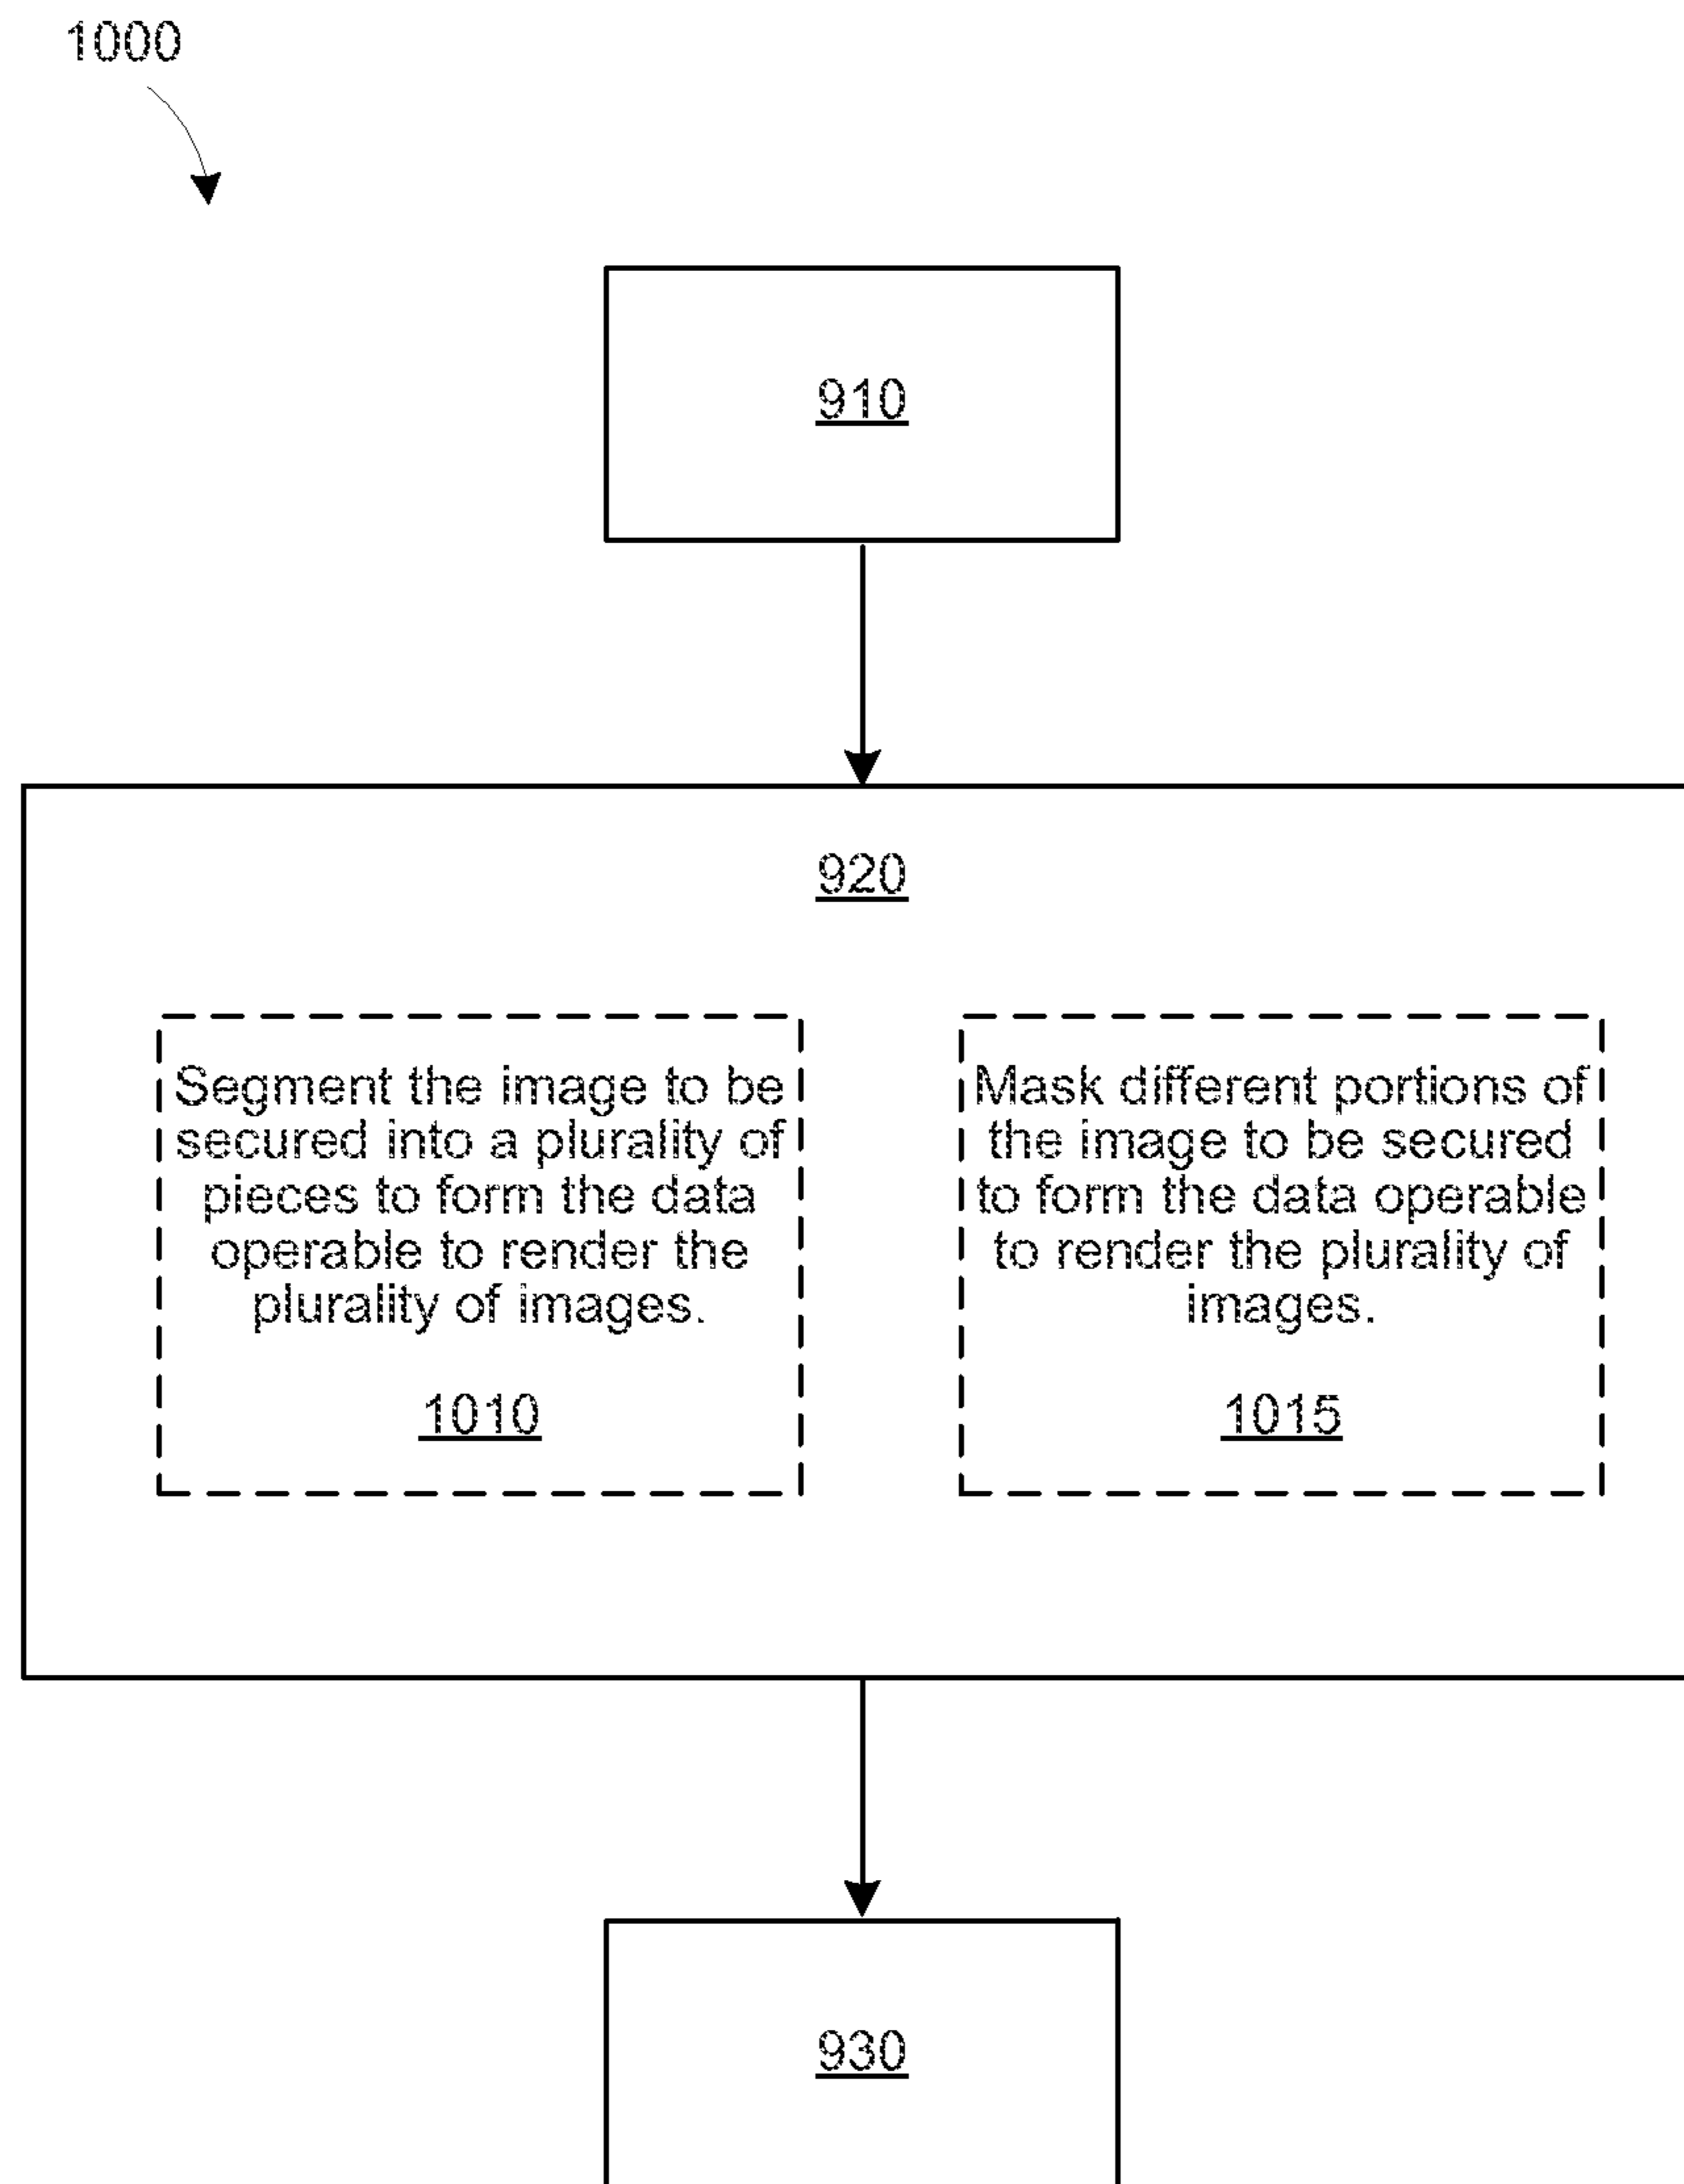 1000
910
920
Segment the image to be
secured into a plurality of
pieces to form the data
operable to render the
plurality of images.
1010
Mask different portions of
the image to be secured
to form the data operable
to render the plurality of
images.
1015
930